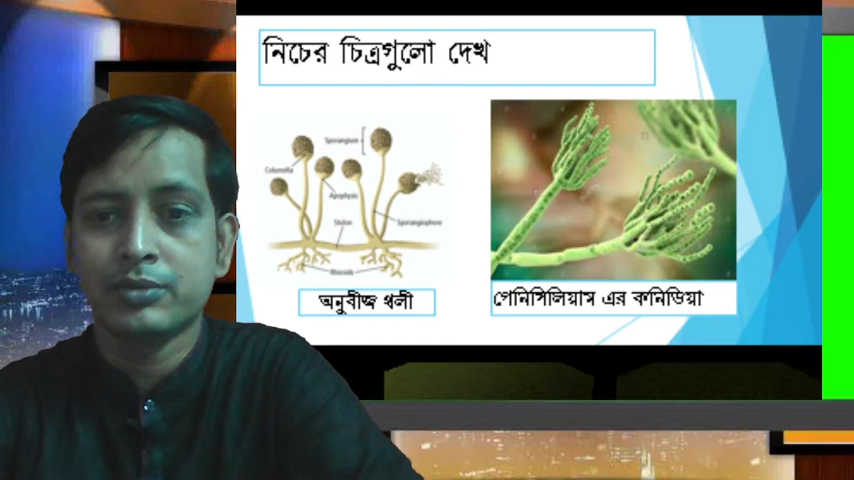 নিচের চিত্রগুলো দেখ
Sporangium
Columella
Apophysis
Sporangiophore
Stolon
Rhizoids
অনুবীজ থলী
পেনিসিলিয়াম এর কনিডিয়া